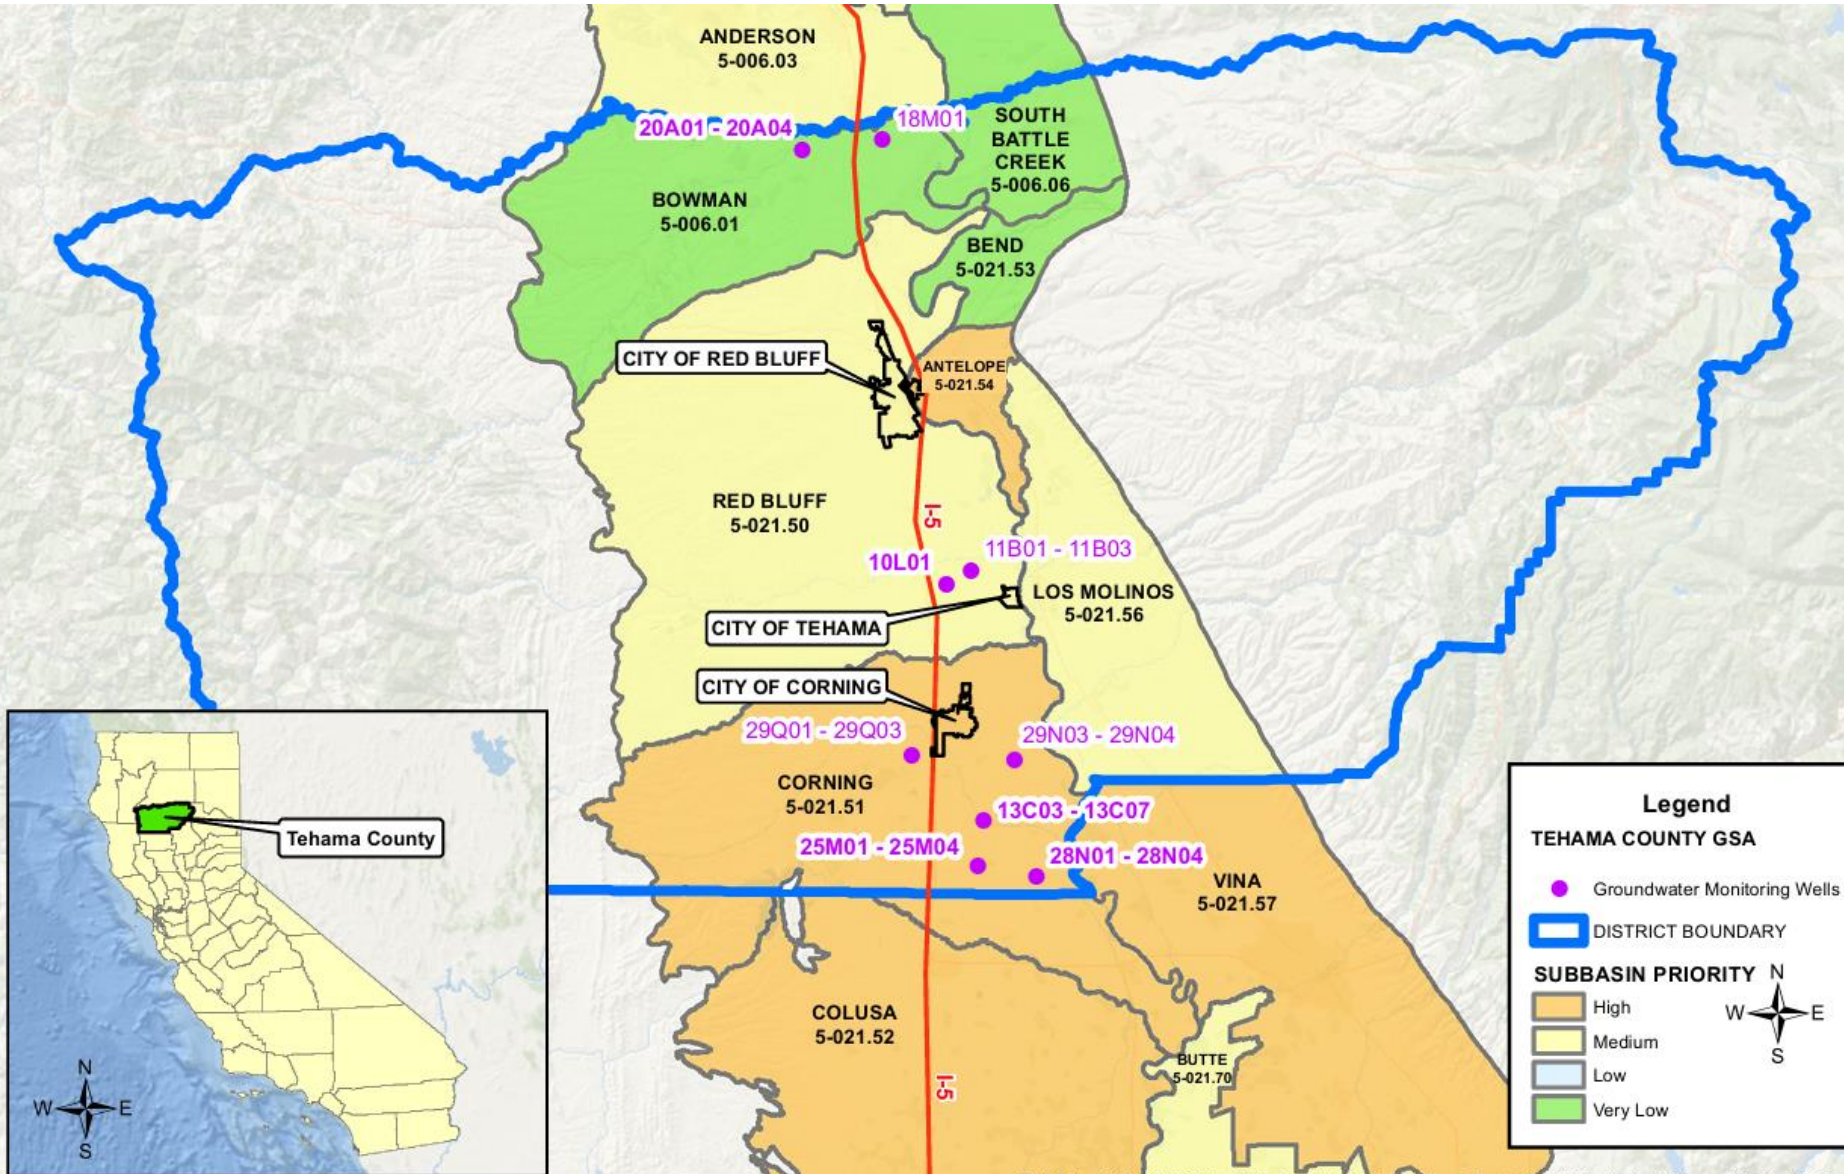 ANDERSON
5-006.03
20A01 - 20A04
18M01
SOUTH
BATTLE
CREEK
5-006.06
BOWMAN
5-006.01
BEND
5-021.53
CITY OF RED BLUFF
ANTELOPE
5-021.54
RED BLUFF
5-021.50
I-5
10L01
11B01 - 11B03
LOS MOLINOS
5-021.56
CITY OF TEHAMA
CITY OF CORNING
29Q01 - 29Q03
29N03 - 29N04
CORNING
5-021.51
13C03 - 13C07
25M01 - 25M04
28N01 - 28N04
VINA
5-021.57
COLUSA
5-021.52
BUTTE
5-021.70
I-5
Tehama County
N
W E
S
Legend
TEHAMA COUNTY GSA
Groundwater Monitoring Wells
DISTRICT BOUNDARY
SUBBASIN PRIORITY
High
Medium
Low
Very Low
N
W E
S